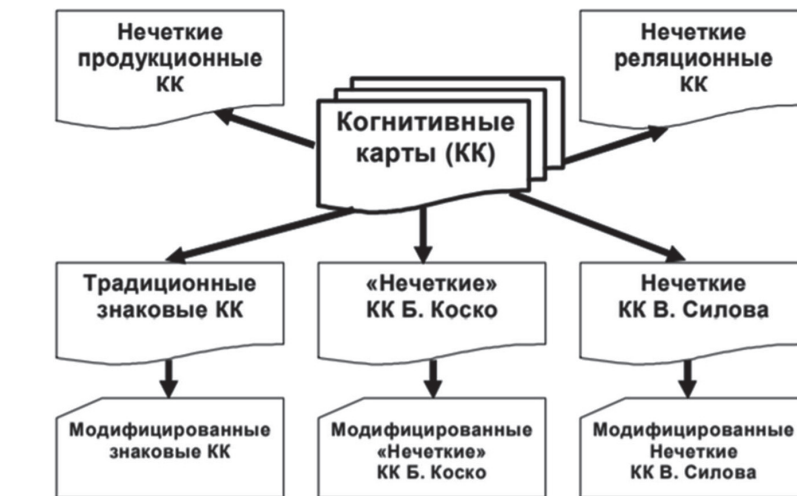 Нечеткие
продукционные
КК
Нечеткие
реляционные
КК
Когнитивные
карты (КК)
Традиционные
знаковые КК
«Нечеткие»
КК Б. Коско
Нечеткие
КК В. Силова
Модифицированные
знаковые КК
Модифицированные
«Нечеткие»
КК Б. Коско
Модифицированные
Нечеткие
КК В. Силова